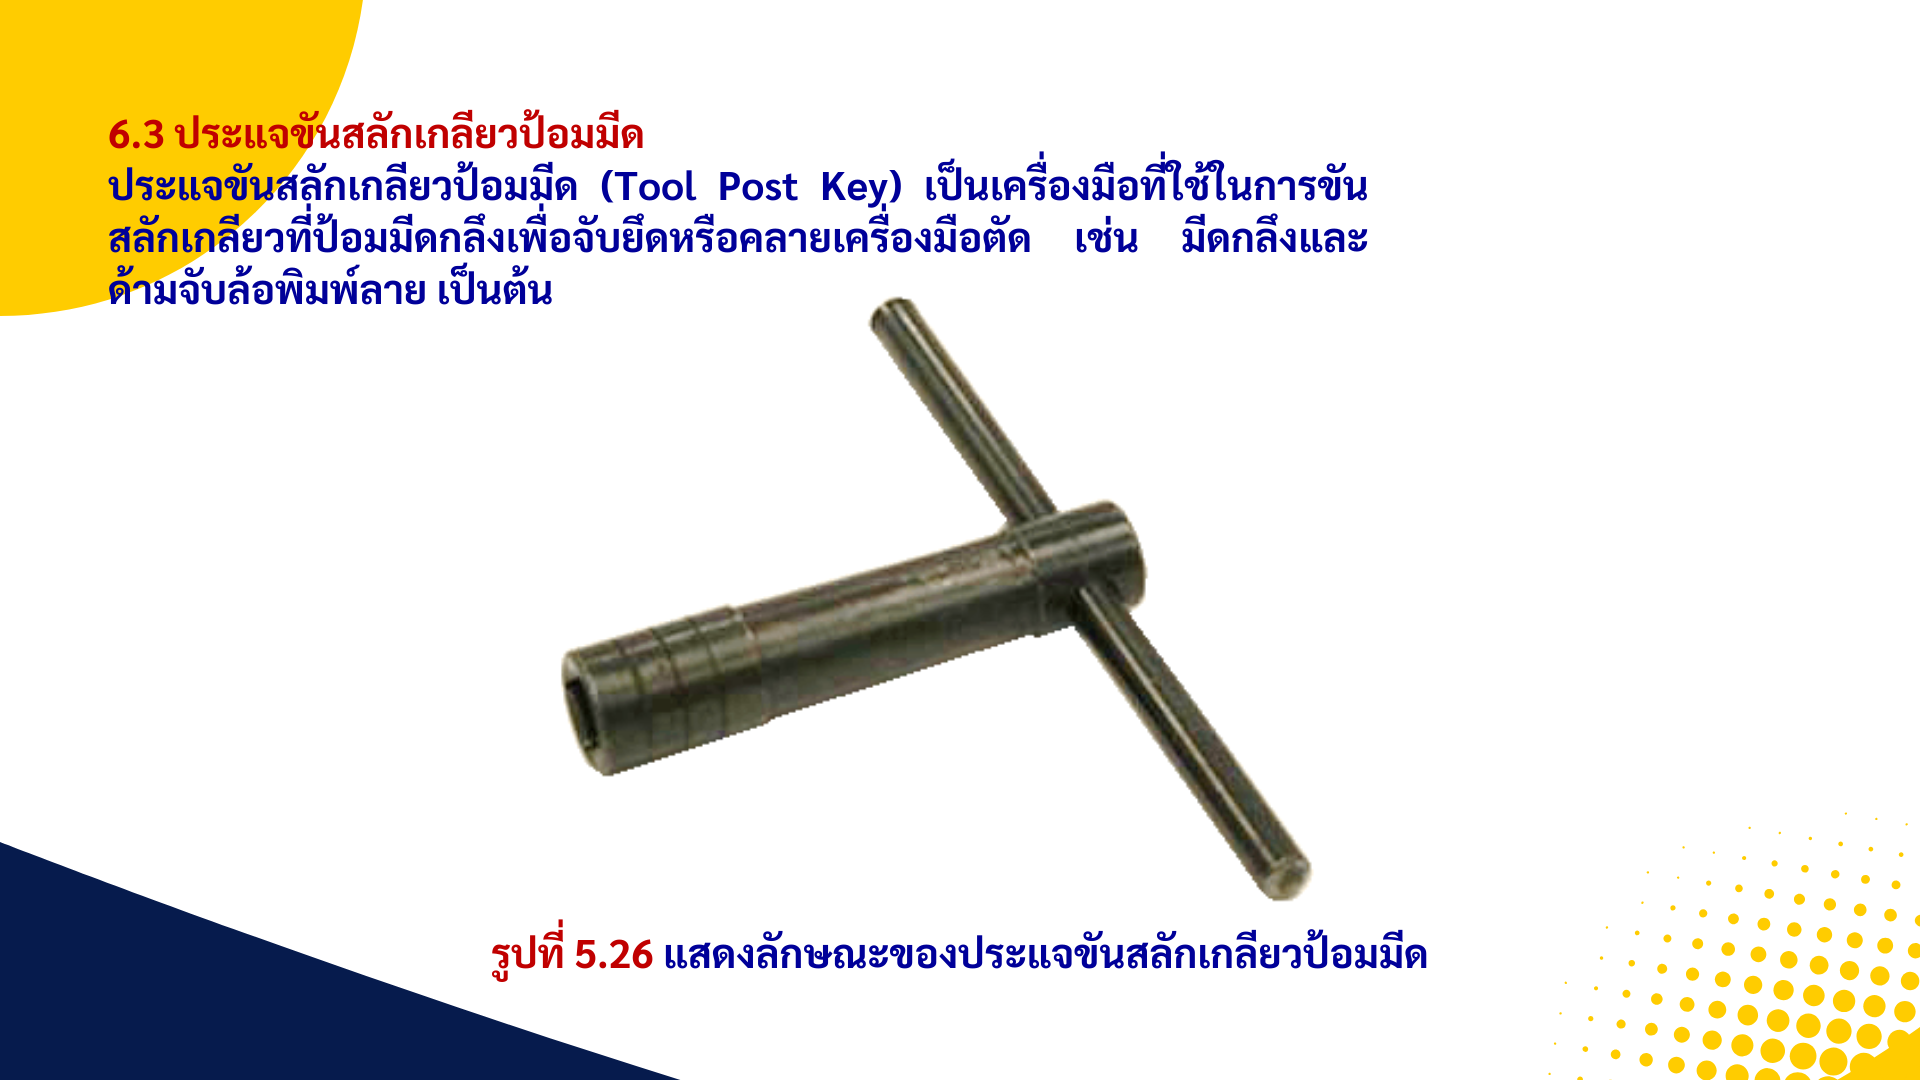 6.3 ประแจขันสลักเกลียวป้อมมีด
ประแจขันสลักเกลียวป้อมมีด (Tool Post Key) เป็นเครื่องมือที่ใช้ในการขัน
สลักเกลียวที่ป้อมมีดกลึงเพื่อจับยึดหรือคลายเครื่องมือตัด เช่น มีดกลึงและ
ด้ามจับล้อพิมพ์ลาย เป็นต้น
รูปที่ 5.26 แสดงลักษณะของประแจขันสลักเกลียวป้อมมีด